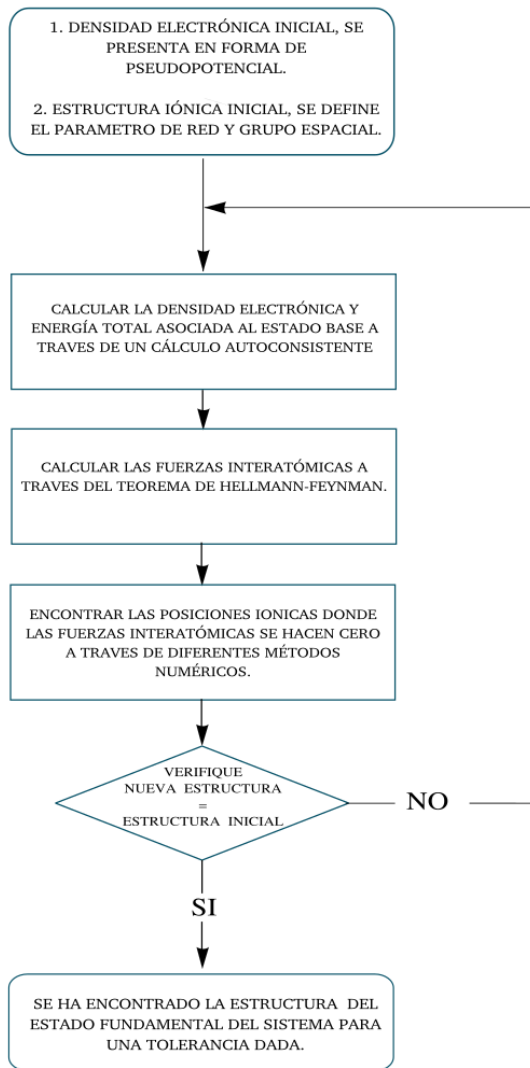 1. DENSIDAD ELECTRÓNICA INICIAL, SE
PRESENTA EN FORMA DE
PSEUDOPOTENCIAL.
2. ESTRUCTURA IÓNICA INICIAL, SE DEFINE
EL PARAMETRO DE RED Y GRUPO ESPACIAL.
CALCULAR LA DENSIDAD ELECTRÓNICA Y
ENERGÍA TOTAL ASOCIADA AL ESTADO BASE A
TRAVES DE UN CÁLCULO AUTOCONSISTENTE
CALCULAR LAS FUERZAS INTERATÓMICAS A
TRAVES DEL TEOREMA DE HELLMANN-FEYNMAN.
ENCONTRAR LAS POSICIONES IONICAS DONDE
LAS FUERZAS INTERATÓMICAS SE HACEN CERO
A TRAVES DE DIFERENTES MÉTODOS
NUMÉRICOS.
VERIFIQUE
NUEVA ESTRUCTURA
=
ESTRUCTURA INICIAL
NO
SI
SE HA ENCONTRADO LA ESTRUCTURA DEL
ESTADO FUNDAMENTAL DEL SISTEMA PARA
UNA TOLERANCIA DADA.